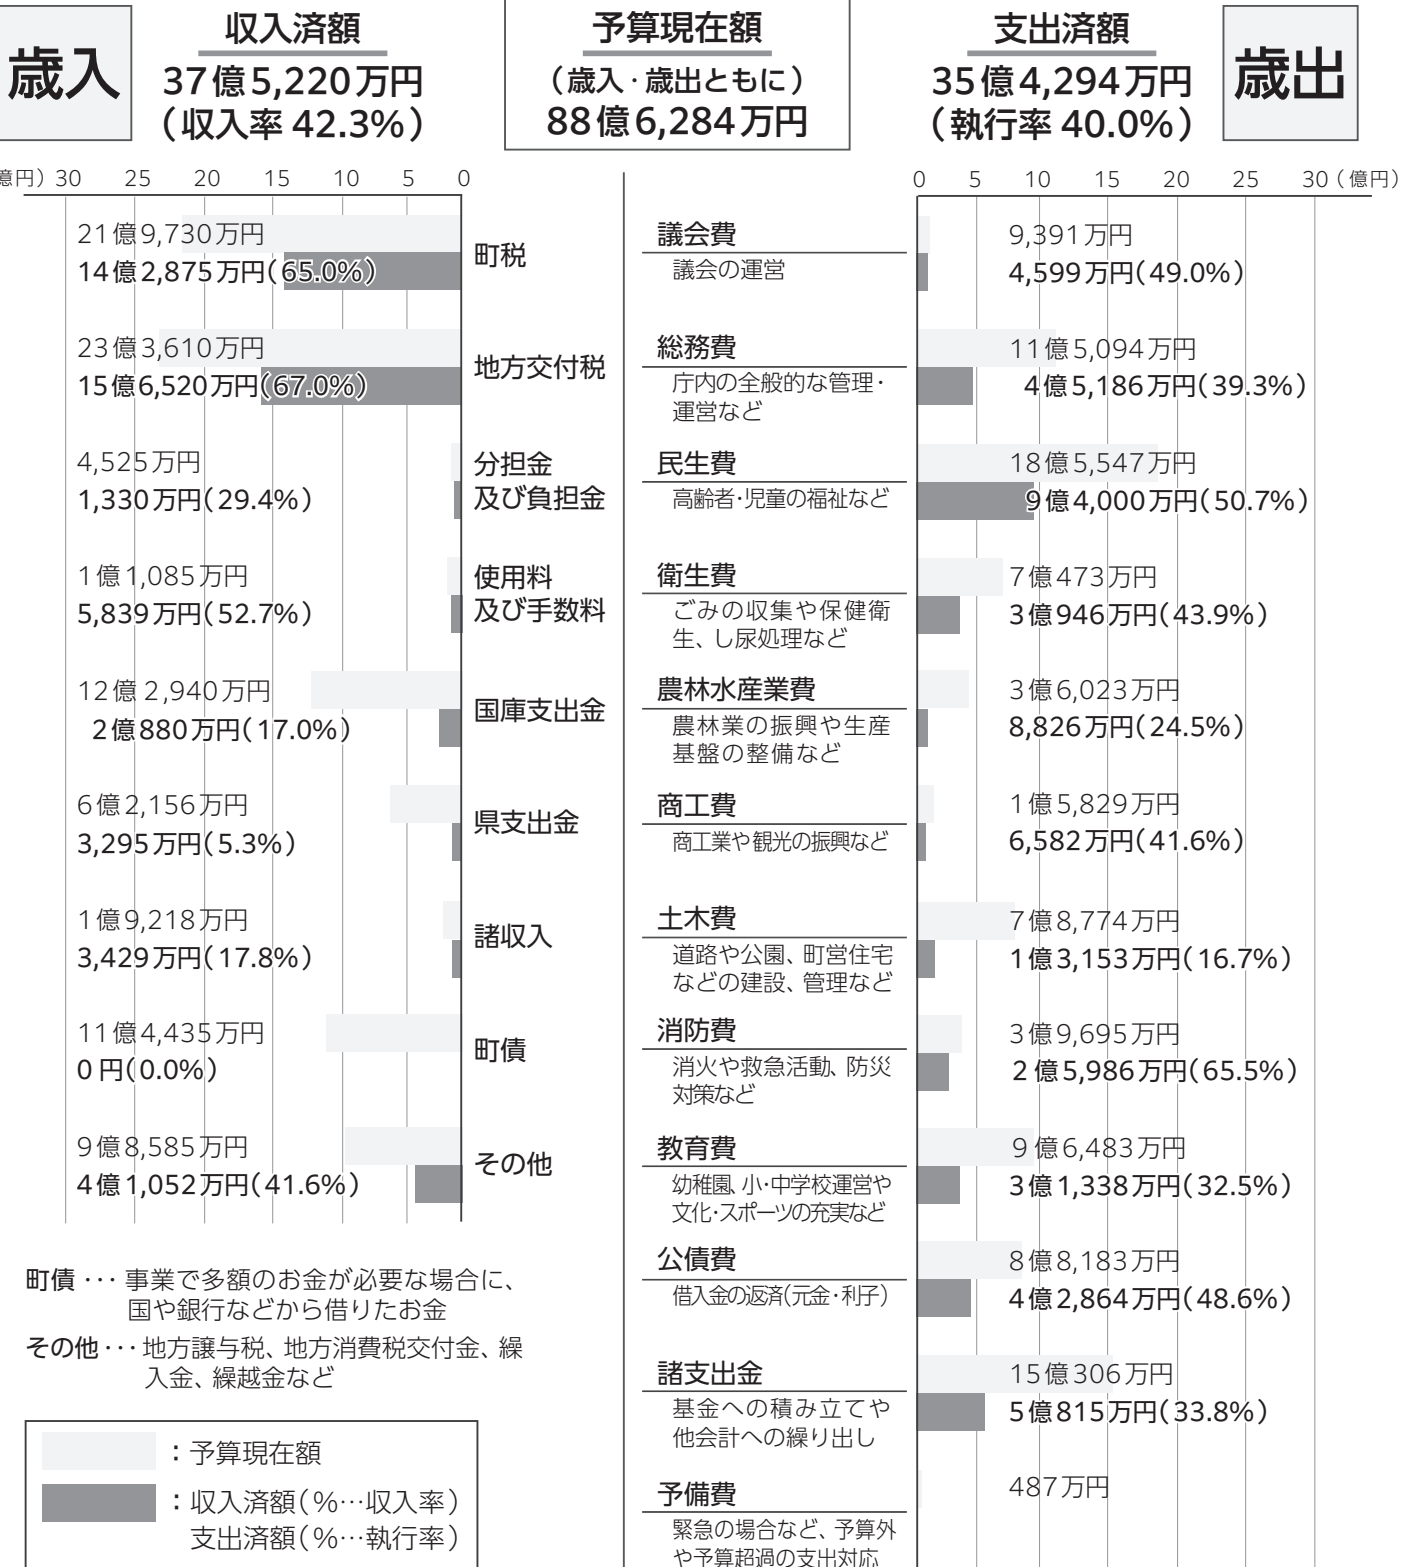 歳入
収入済額
37億5,220万円
(収入率 42.3%)
予算現在額
(歳入・歳出ともに)
88億6,284万円
支出済額
35億4,294万円
(執行率 40.0%)
歳出
億円) 30 25 20 15 10 5 0
21億9,730万円
14億2,875万円(65.0%)
町税
23億3,610万円
15億6,520万円(67.0%)
地方交付税
4,525万円
1,330万円(29.4%)
分担金
及び負担金
1億1,085万円
5,839万円(52.7%)
使用料
及び手数料
12億2,940万円
2億880万円(17.0%)
国庫支出金
6億2,156万円
3,295万円(5.3%)
県支出金
1億9,218万円
3,429万円(17.8%)
諸収入
11億4,435万円
0円(0.0%)
町債
9億8,585万円
4億1,052万円(41.6%)
その他
町債・・・事業で多額のお金が必要な場合に、
国や銀行などから借りたお金
その他・・・地方譲与税、地方消費税交付金、繰
入金、繰越金など
：予算現在額
：収入済額(%…収入率)
支出済額(%…執行率)
0 5 10 15 20 25 30(億円)
議会費
議会の運営
9,391万円
4,599万円(49.0%)
総務費
庁内の全般的な管理・
運営など
11億5,094万円
4億5,186万円(39.3%)
民生費
高齢者・児童の福祉など
18億5,547万円
9億4,000万円(50.7%)
衛生費
ごみの収集や保健衛
生、し尿処理など
7億473万円
3億946万円(43.9%)
農林水産業費
農林業の振興や生産
基盤の整備など
3億6,023万円
8,826万円(24.5%)
商工費
商工業や観光の振興など
1億5,829万円
6,582万円(41.6%)
土木費
道路や公園、町営住宅
などの建設、管理など
7億8,774万円
1億3,153万円(16.7%)
消防費
消火や救急活動、防災
対策など
3億9,695万円
2億5,986万円(65.5%)
教育費
幼稚園、小・中学校運営や
文化・スポーツの充実など
9億6,483万円
3億1,338万円(32.5%)
公債費
借入金の返済(元金・利子)
8億8,183万円
4億2,864万円(48.6%)
諸支出金
基金への積み立てや
他会計への繰り出し
15億306万円
5億815万円(33.8%)
予備費
緊急の場合など、予算外
や予算超過の支出対応
487万円